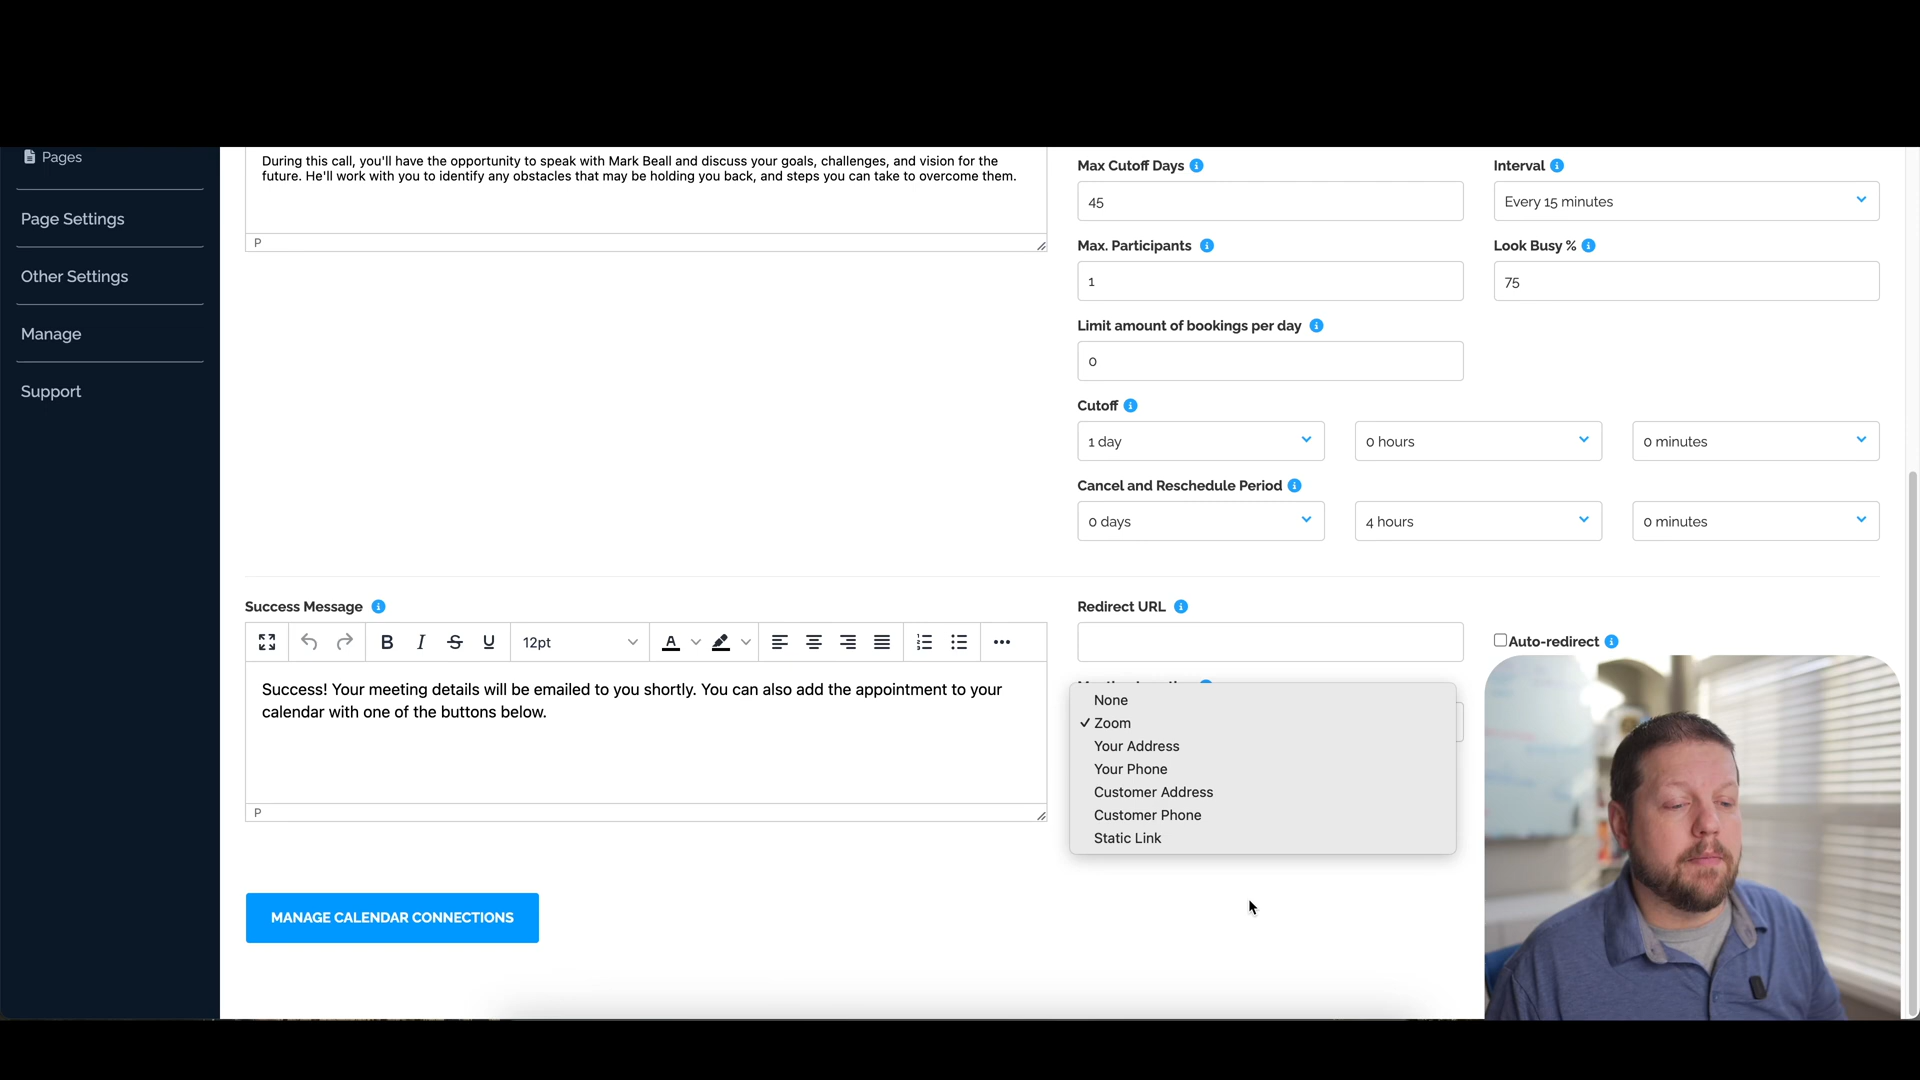 Pages
Page Settings
Other Settings
Manage
Support
During this call, you'll have the opportunity to speak with Mark Beall and discuss your goals, challenges, and vision for the
future. He'll work with you to identify any obstacles that may be holding you back, and steps you can take to overcome them.
P
Max Cutoff Days
45
Interval
Every 15 minutes
Max. Participants
1
Look Busy %
75
Limit amount of bookings per day
0
Cutoff
1 day
0 hours
0 minutes
Cancel and Reschedule Period
0 days
4 hours
0 minutes
Success Message
B I S U 12pt A
Success! Your meeting details will be emailed to you shortly. You can also add the appointment to your
calendar with one of the buttons below.
P
Redirect URL
Auto-redirect
None
✓ Zoom
Your Address
Your Phone
Customer Address
Customer Phone
Static Link
MANAGE CALENDAR CONNECTIONS